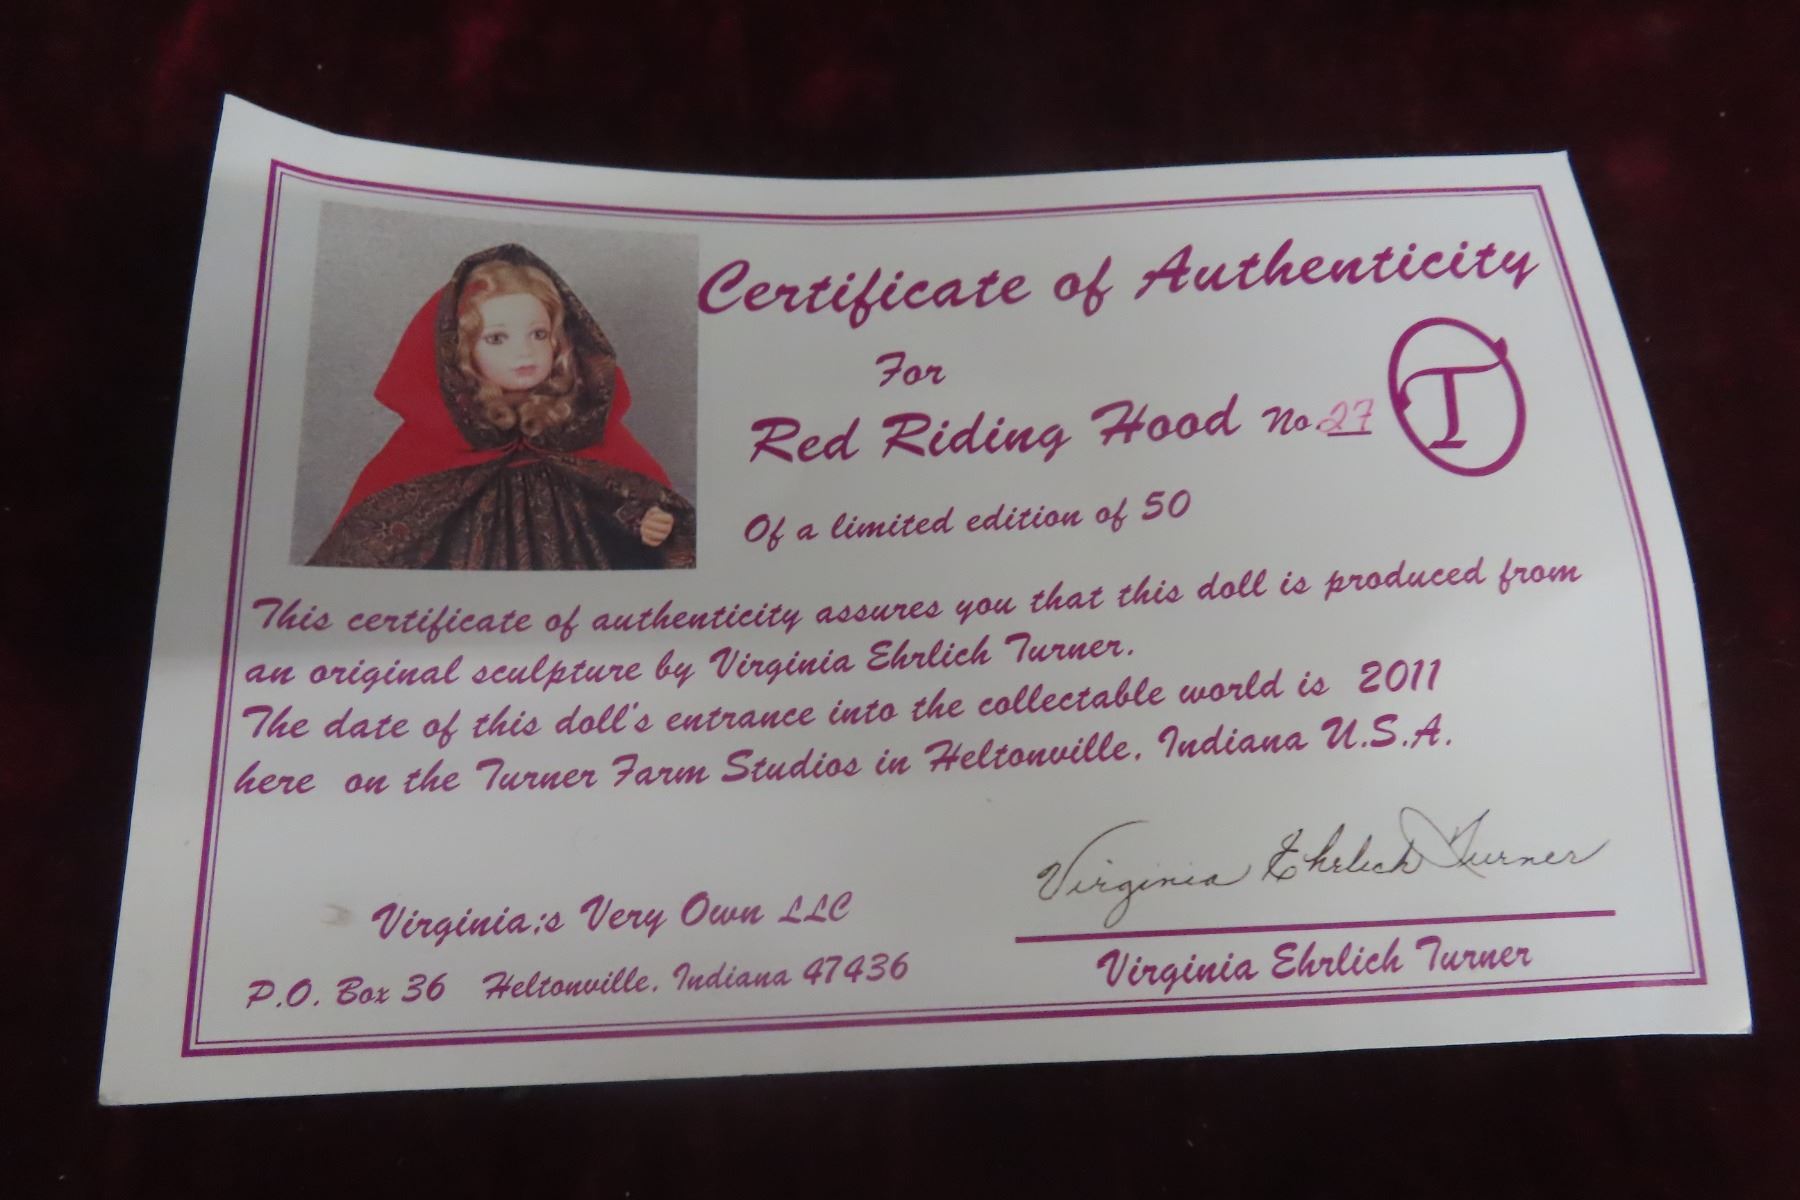 Certificate of Authenticity
For
Red Riding Hood No. 27
T
Of a limited edition of 50
This certificate of authenticity assures you that this doll is produced from
an original sculpture by Virginia Ehrlich Turner.
The date of this doll's entrance into the collectable world is 2011
here on the Turner Farm Studios in Heltonville, Indiana U.S.A.
Virginia Ehrlich Turner
Virginia;s Very Own LLC
Virginia Ehrlich Turner
P.O. Box 36 Heltonville, Indiana 47436